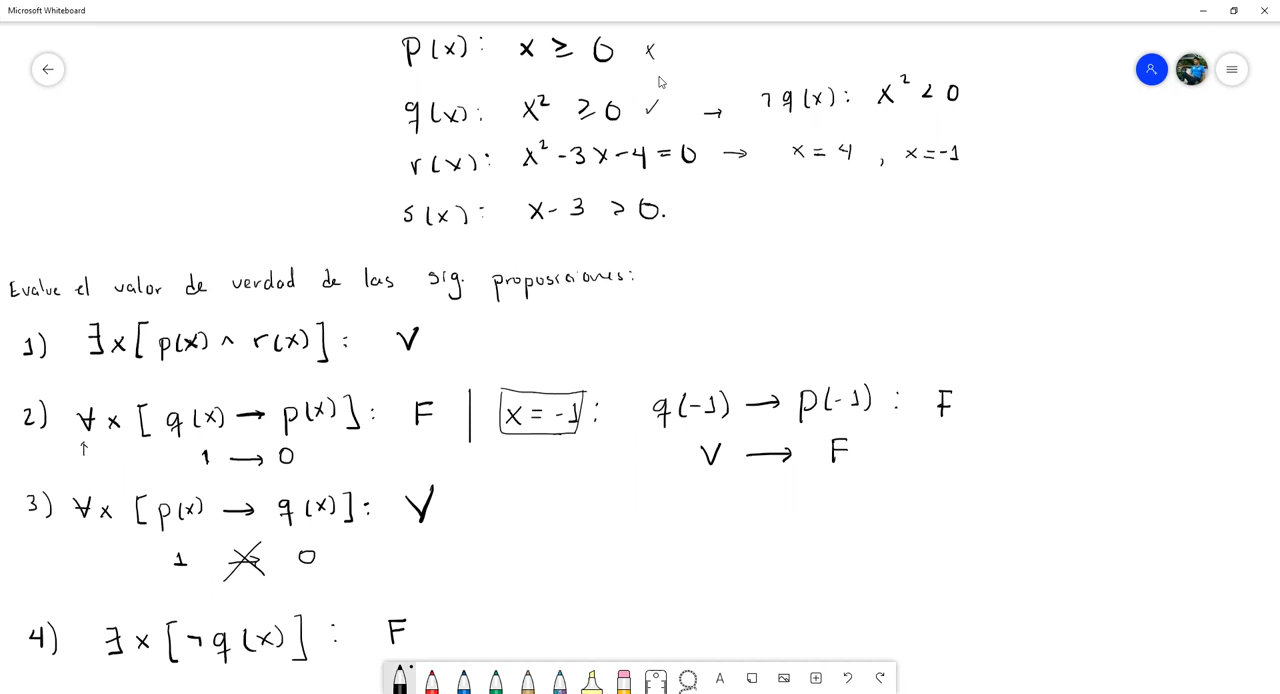 Microsoft Whiteboard
p(x): x ≥ 0 x
q(x): x² ≥ 0 ✓ → ¬q(x): x² < 0
r(x): x² - 3x - 4 = 0 → x = 4 , x = -1
s(x): x - 3 > 0.
Evalue el valor de verdad de las sig. proposiciones:
1) ∃x [p(x) ∧ r(x)]: V
2) ∀x [q(x) → p(x)]: F | x = -1 : q(-1) → p(-1) : F
↑ 1 → 0 V → F
3) ∀x [p(x) → q(x)]: V
1 → 0
4) ∃x [¬q(x)] : F
A